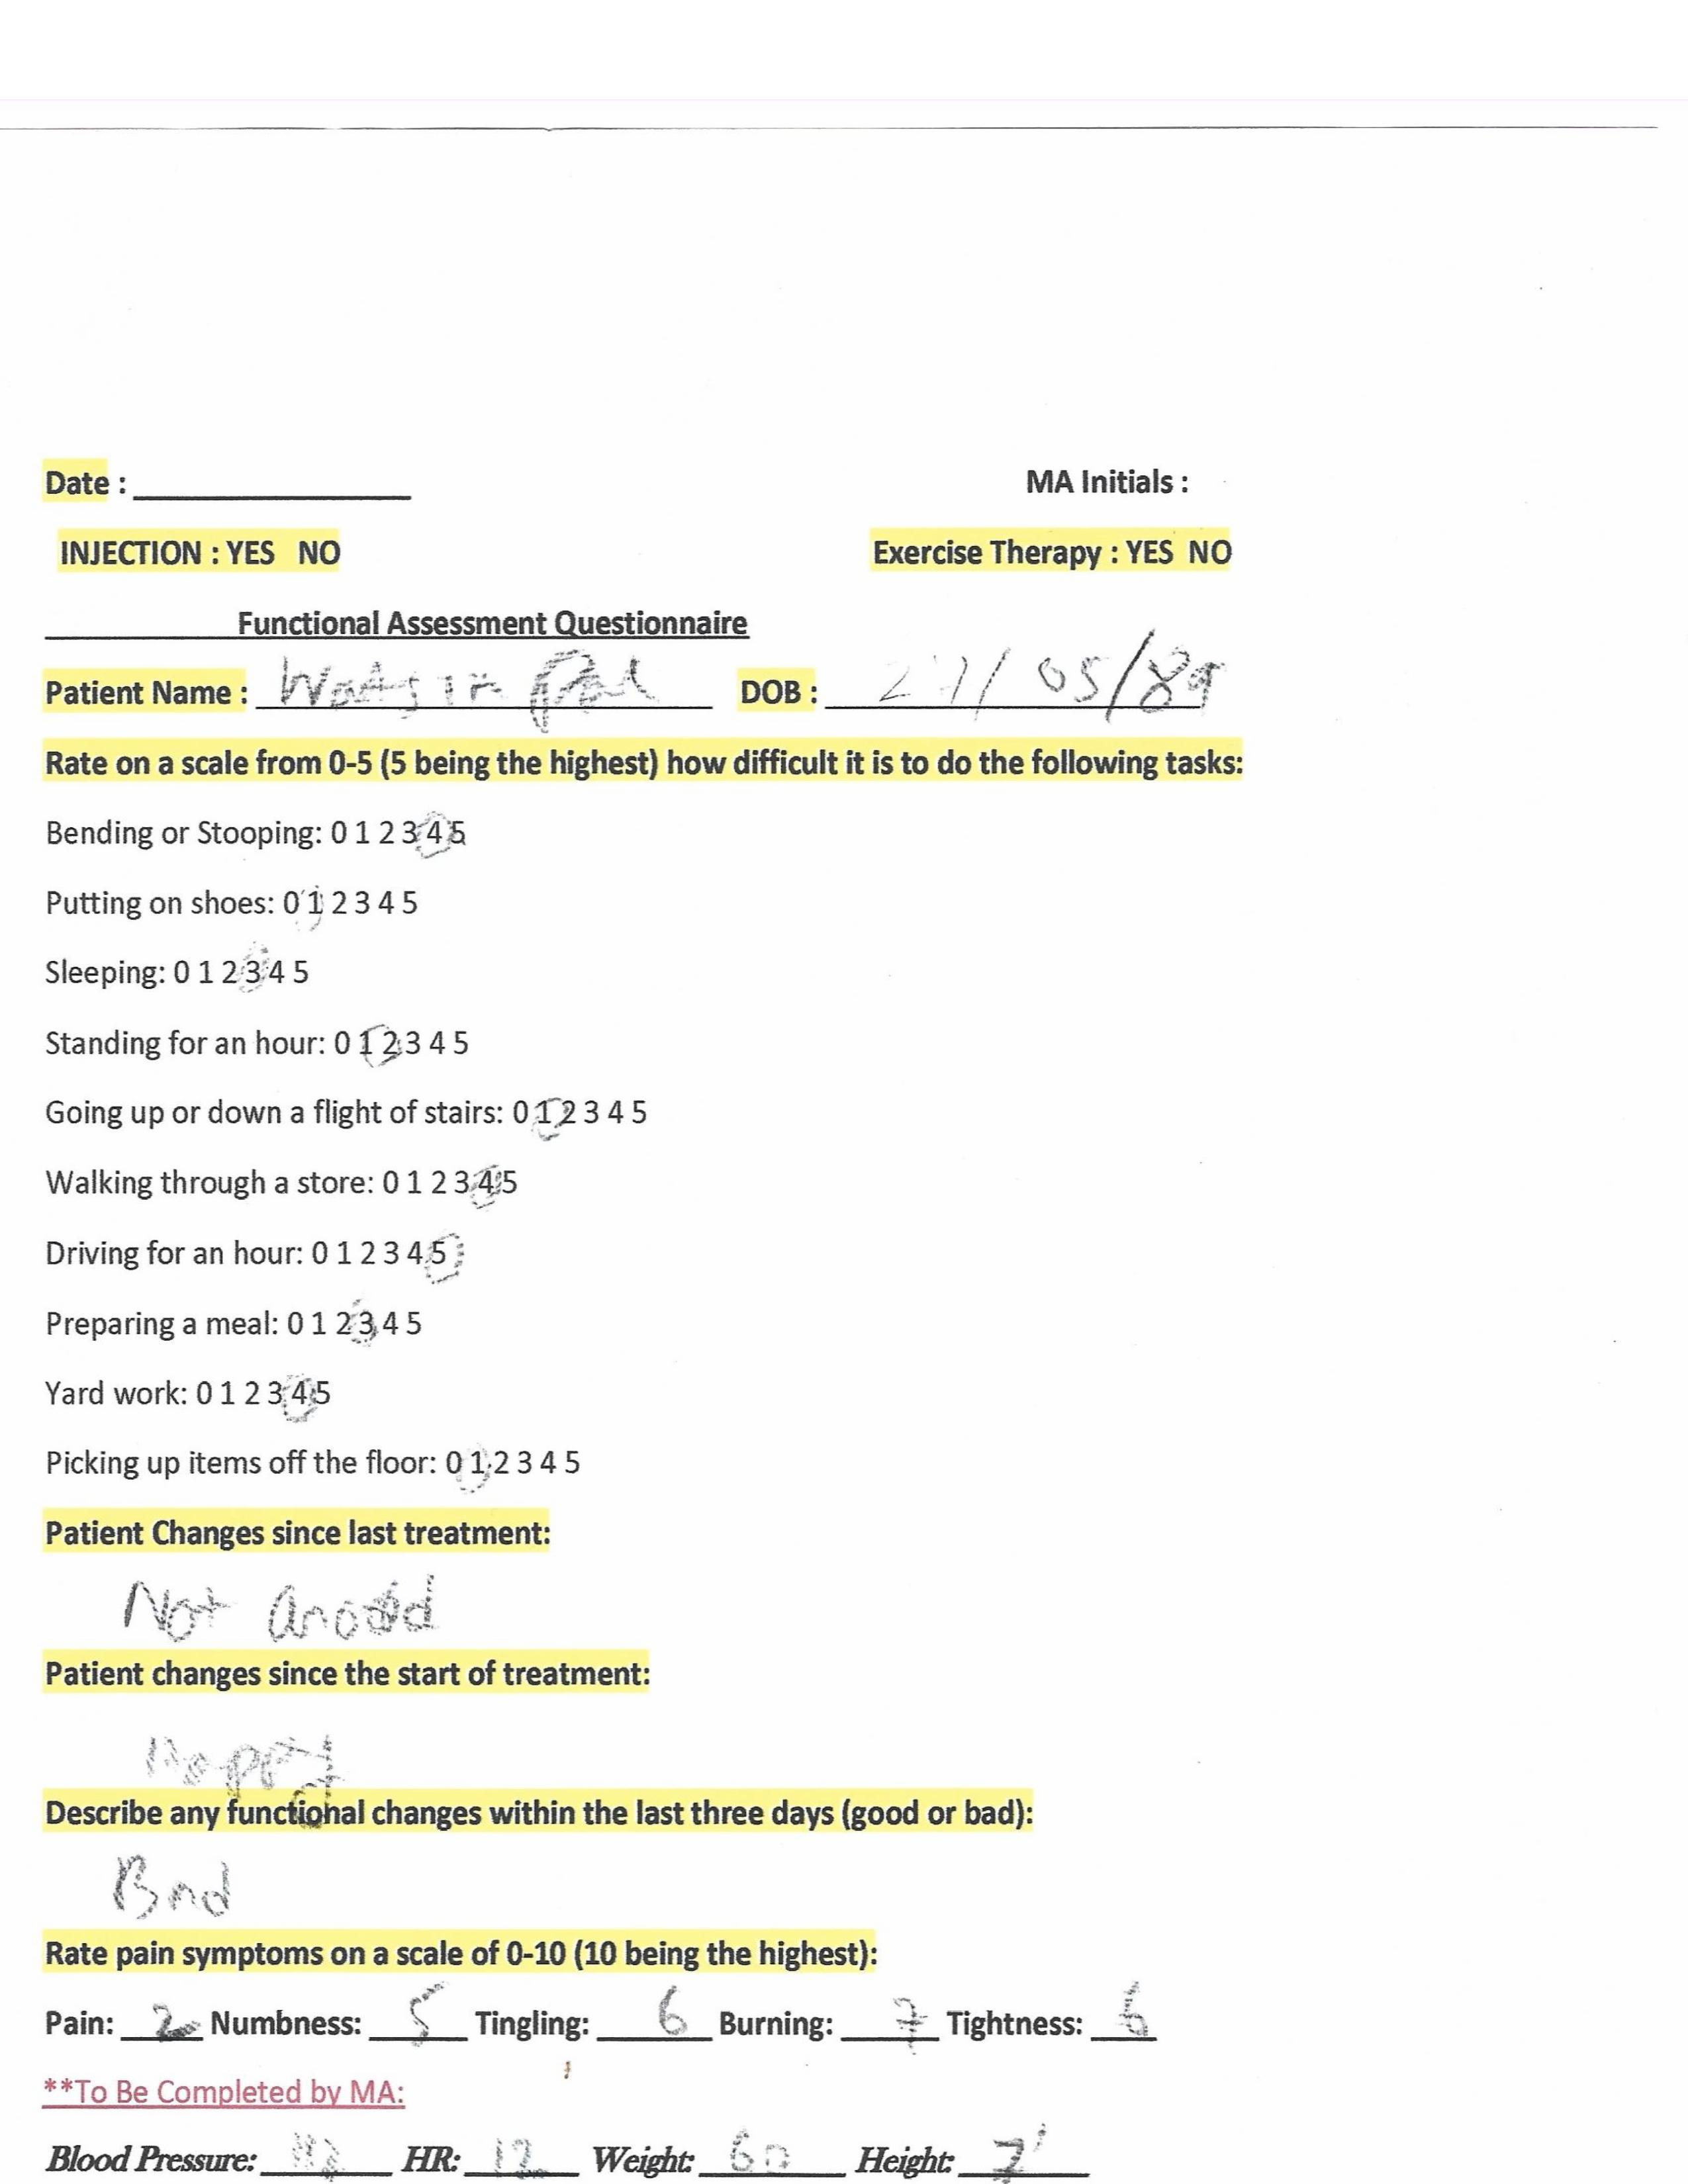 Date : ____________ MA Initials :
INJECTION : YES NO Exercise Therapy : YES NO
Functional Assessment Questionnaire
Patient Name : DOB : 27/05/89
Rate on a scale from 0-5 (5 being the highest) how difficult it is to do the following tasks:
Bending or Stooping: 0 1 2 3 4 5
Putting on shoes: 0 1 2 3 4 5
Sleeping: 0 1 2 3 4 5
Standing for an hour: 0 1 2 3 4 5
Going up or down a flight of stairs: 0 1 2 3 4 5
Walking through a store: 0 1 2 3 4 5
Driving for an hour: 0 1 2 3 4 5
Preparing a meal: 0 1 2 3 4 5
Yard work: 0 1 2 3 4 5
Picking up items off the floor: 0 1 2 3 4 5
Patient Changes since last treatment:
Not
Patient changes since the start of treatment:
Describe any functional changes within the last three days (good or bad):
Bad
Rate pain symptoms on a scale of 0-10 (10 being the highest):
Pain: 2 Numbness: 5 Tingling: 6 Burning: 7 Tightness:
**To Be Completed by MA:
Blood Pressure: HR: 12 Weight: 60 Height: 7'